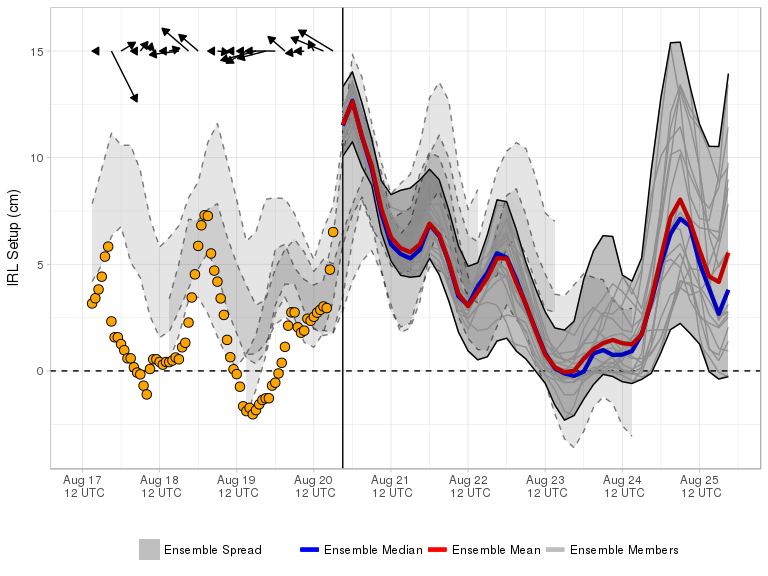 IRL Setup (cm)
15
10
5
0
Aug 17
12 UTC
Aug 18
12 UTC
Aug 19
12 UTC
Aug 20
12 UTC
Aug 21
12 UTC
Aug 22
12 UTC
Aug 23
12 UTC
Aug 24
12 UTC
Aug 25
12 UTC
Ensemble Spread
Ensemble Median
Ensemble Mean
Ensemble Members